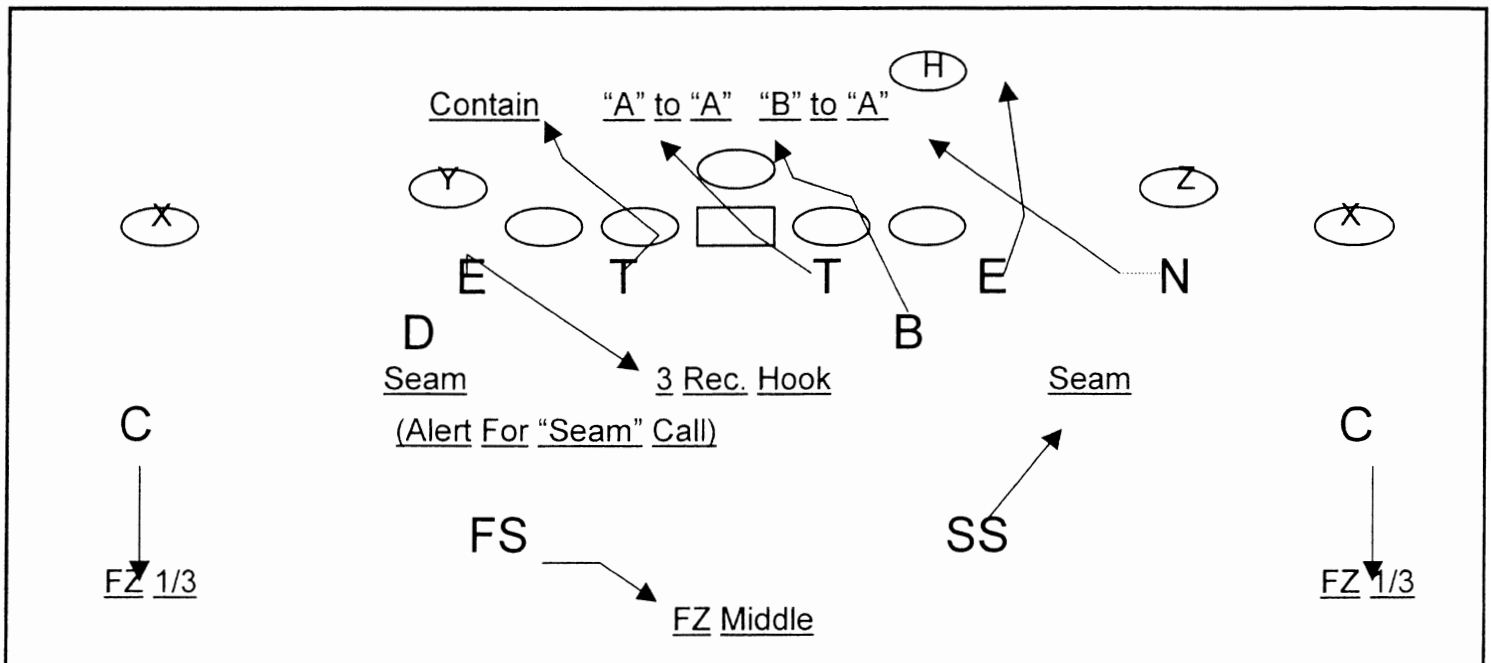 H
Contain "A" to "A" "B" to "A"
Y Z
X X
E T T E N
D B
Seam 3 Rec. Hook Seam
(Alert For "Seam" Call)
C C
FS SS
FZ 1/3 FZ 1/3
FZ Middle